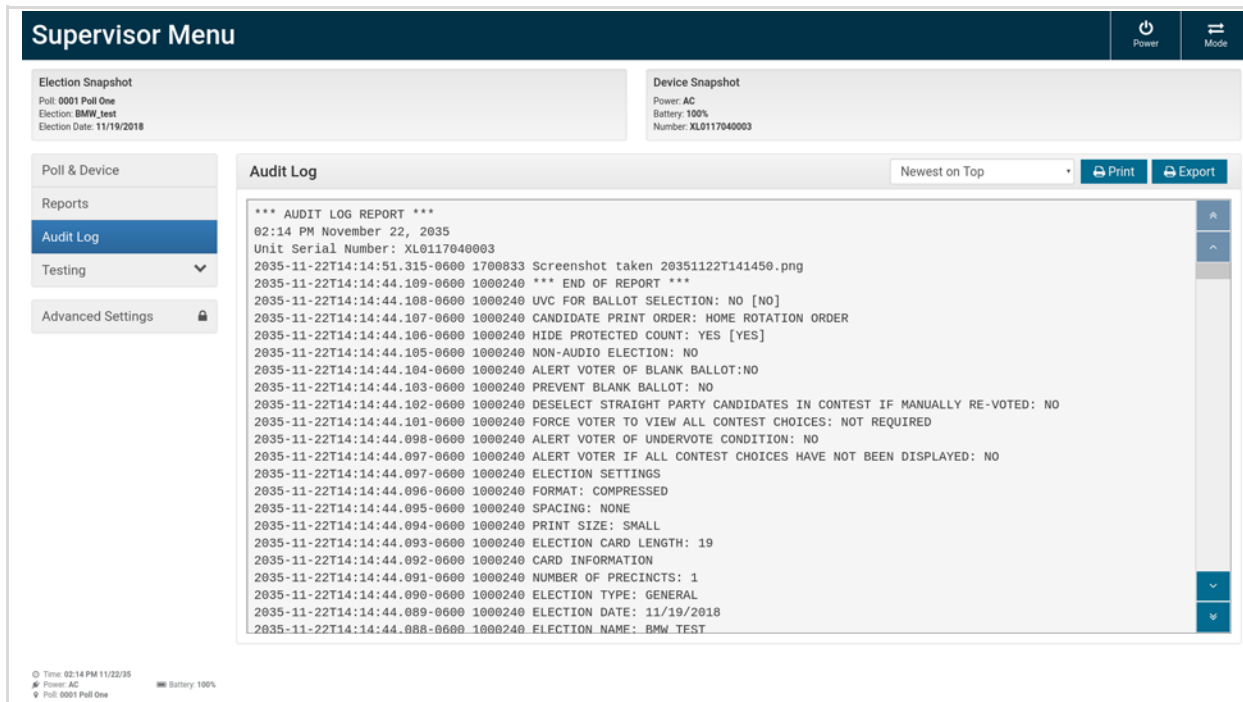 Supervisor Menu
Power
Mode
Election Snapshot
Poll: 0001 Poll One
Election: BMW_test
Election Date: 11/19/2018
Device Snapshot
Power: AC
Battery: 100%
Number: XL0117040003
Poll & Device
Reports
Audit Log
Testing
Advanced Settings
Audit Log
Newest on Top
Print
Export
*** AUDIT LOG REPORT ***
02:14 PM November 22, 2035
Unit Serial Number: XL0117040003
2035-11-22T14:14:51.315-0600 1700833 Screenshot taken 20351122T141450.png
2035-11-22T14:14:44.109-0600 1000240 *** END OF REPORT ***
2035-11-22T14:14:44.108-0600 1000240 UVC FOR BALLOT SELECTION: NO [NO]
2035-11-22T14:14:44.107-0600 1000240 CANDIDATE PRINT ORDER: HOME ROTATION ORDER
2035-11-22T14:14:44.106-0600 1000240 HIDE PROTECTED COUNT: YES [YES]
2035-11-22T14:14:44.105-0600 1000240 NON-AUDIO ELECTION: NO
2035-11-22T14:14:44.104-0600 1000240 ALERT VOTER OF BLANK BALLOT:NO
2035-11-22T14:14:44.103-0600 1000240 PREVENT BLANK BALLOT: NO
2035-11-22T14:14:44.102-0600 1000240 DESELECT STRAIGHT PARTY CANDIDATES IN CONTEST IF MANUALLY RE-VOTED: NO
2035-11-22T14:14:44.101-0600 1000240 FORCE VOTER TO VIEW ALL CONTEST CHOICES: NOT REQUIRED
2035-11-22T14:14:44.098-0600 1000240 ALERT VOTER OF UNDERVOTE CONDITION: NO
2035-11-22T14:14:44.097-0600 1000240 ALERT VOTER IF ALL CONTEST CHOICES HAVE NOT BEEN DISPLAYED: NO
2035-11-22T14:14:44.097-0600 1000240 ELECTION SETTINGS
2035-11-22T14:14:44.096-0600 1000240 FORMAT: COMPRESSED
2035-11-22T14:14:44.095-0600 1000240 SPACING: NONE
2035-11-22T14:14:44.094-0600 1000240 PRINT SIZE: SMALL
2035-11-22T14:14:44.093-0600 1000240 ELECTION CARD LENGTH: 19
2035-11-22T14:14:44.092-0600 1000240 CARD INFORMATION
2035-11-22T14:14:44.091-0600 1000240 NUMBER OF PRECINCTS: 1
2035-11-22T14:14:44.090-0600 1000240 ELECTION TYPE: GENERAL
2035-11-22T14:14:44.089-0600 1000240 ELECTION DATE: 11/19/2018
2035-11-22T14:14:44.088-0600 1000240 ELECTION NAME: BMW TEST
Time: 02:14 PM 11/22/35
Power: AC
Battery: 100%
Poll: 0001 Poll One